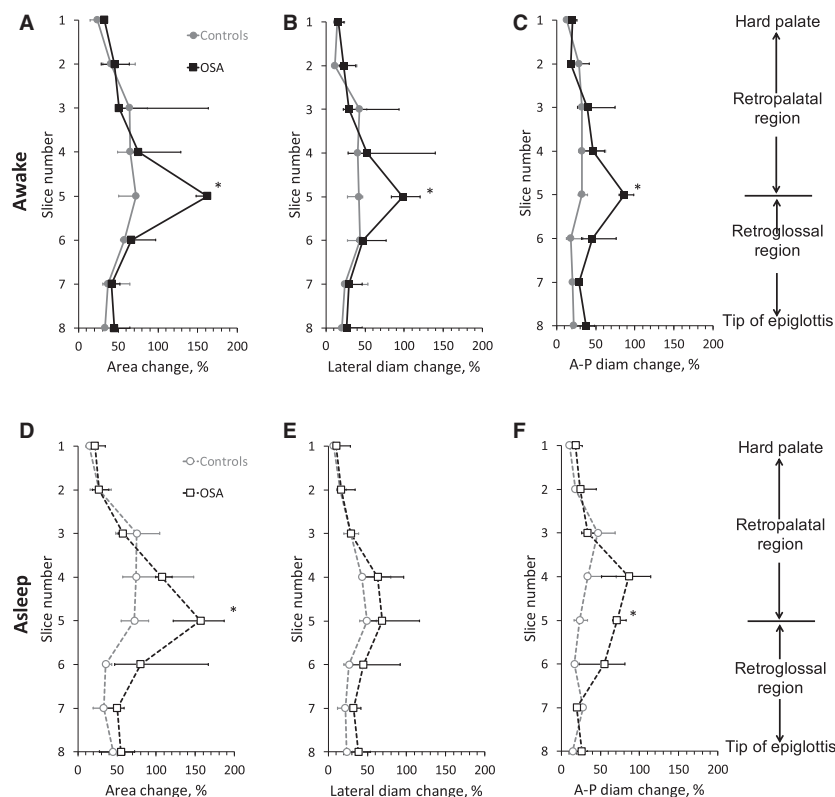 A
B
C
Awake
Slice number
1
2
3
4
5
6
7
8
Controls
OSA
*
0 50 100 150 200
Area change, %
Slice number
1
2
3
4
5
6
7
8
*
0 50 100 150 200
Lateral diam change, %
Slice number
1
2
3
4
5
6
7
8
*
0 50 100 150 200
A-P diam change, %
Hard palate
Retropalatal
region
Retroglossal
region
Tip of epiglottis
D
E
F
Asleep
Slice number
1
2
3
4
5
6
7
8
Controls
OSA
*
0 50 100 150 200
Area change, %
Slice number
1
2
3
4
5
6
7
8
0 50 100 150 200
Lateral diam change, %
Slice number
1
2
3
4
5
6
7
8
*
0 50 100 150 200
A-P diam change, %
Hard palate
Retropalatal
region
Retroglossal
region
Tip of epiglottis